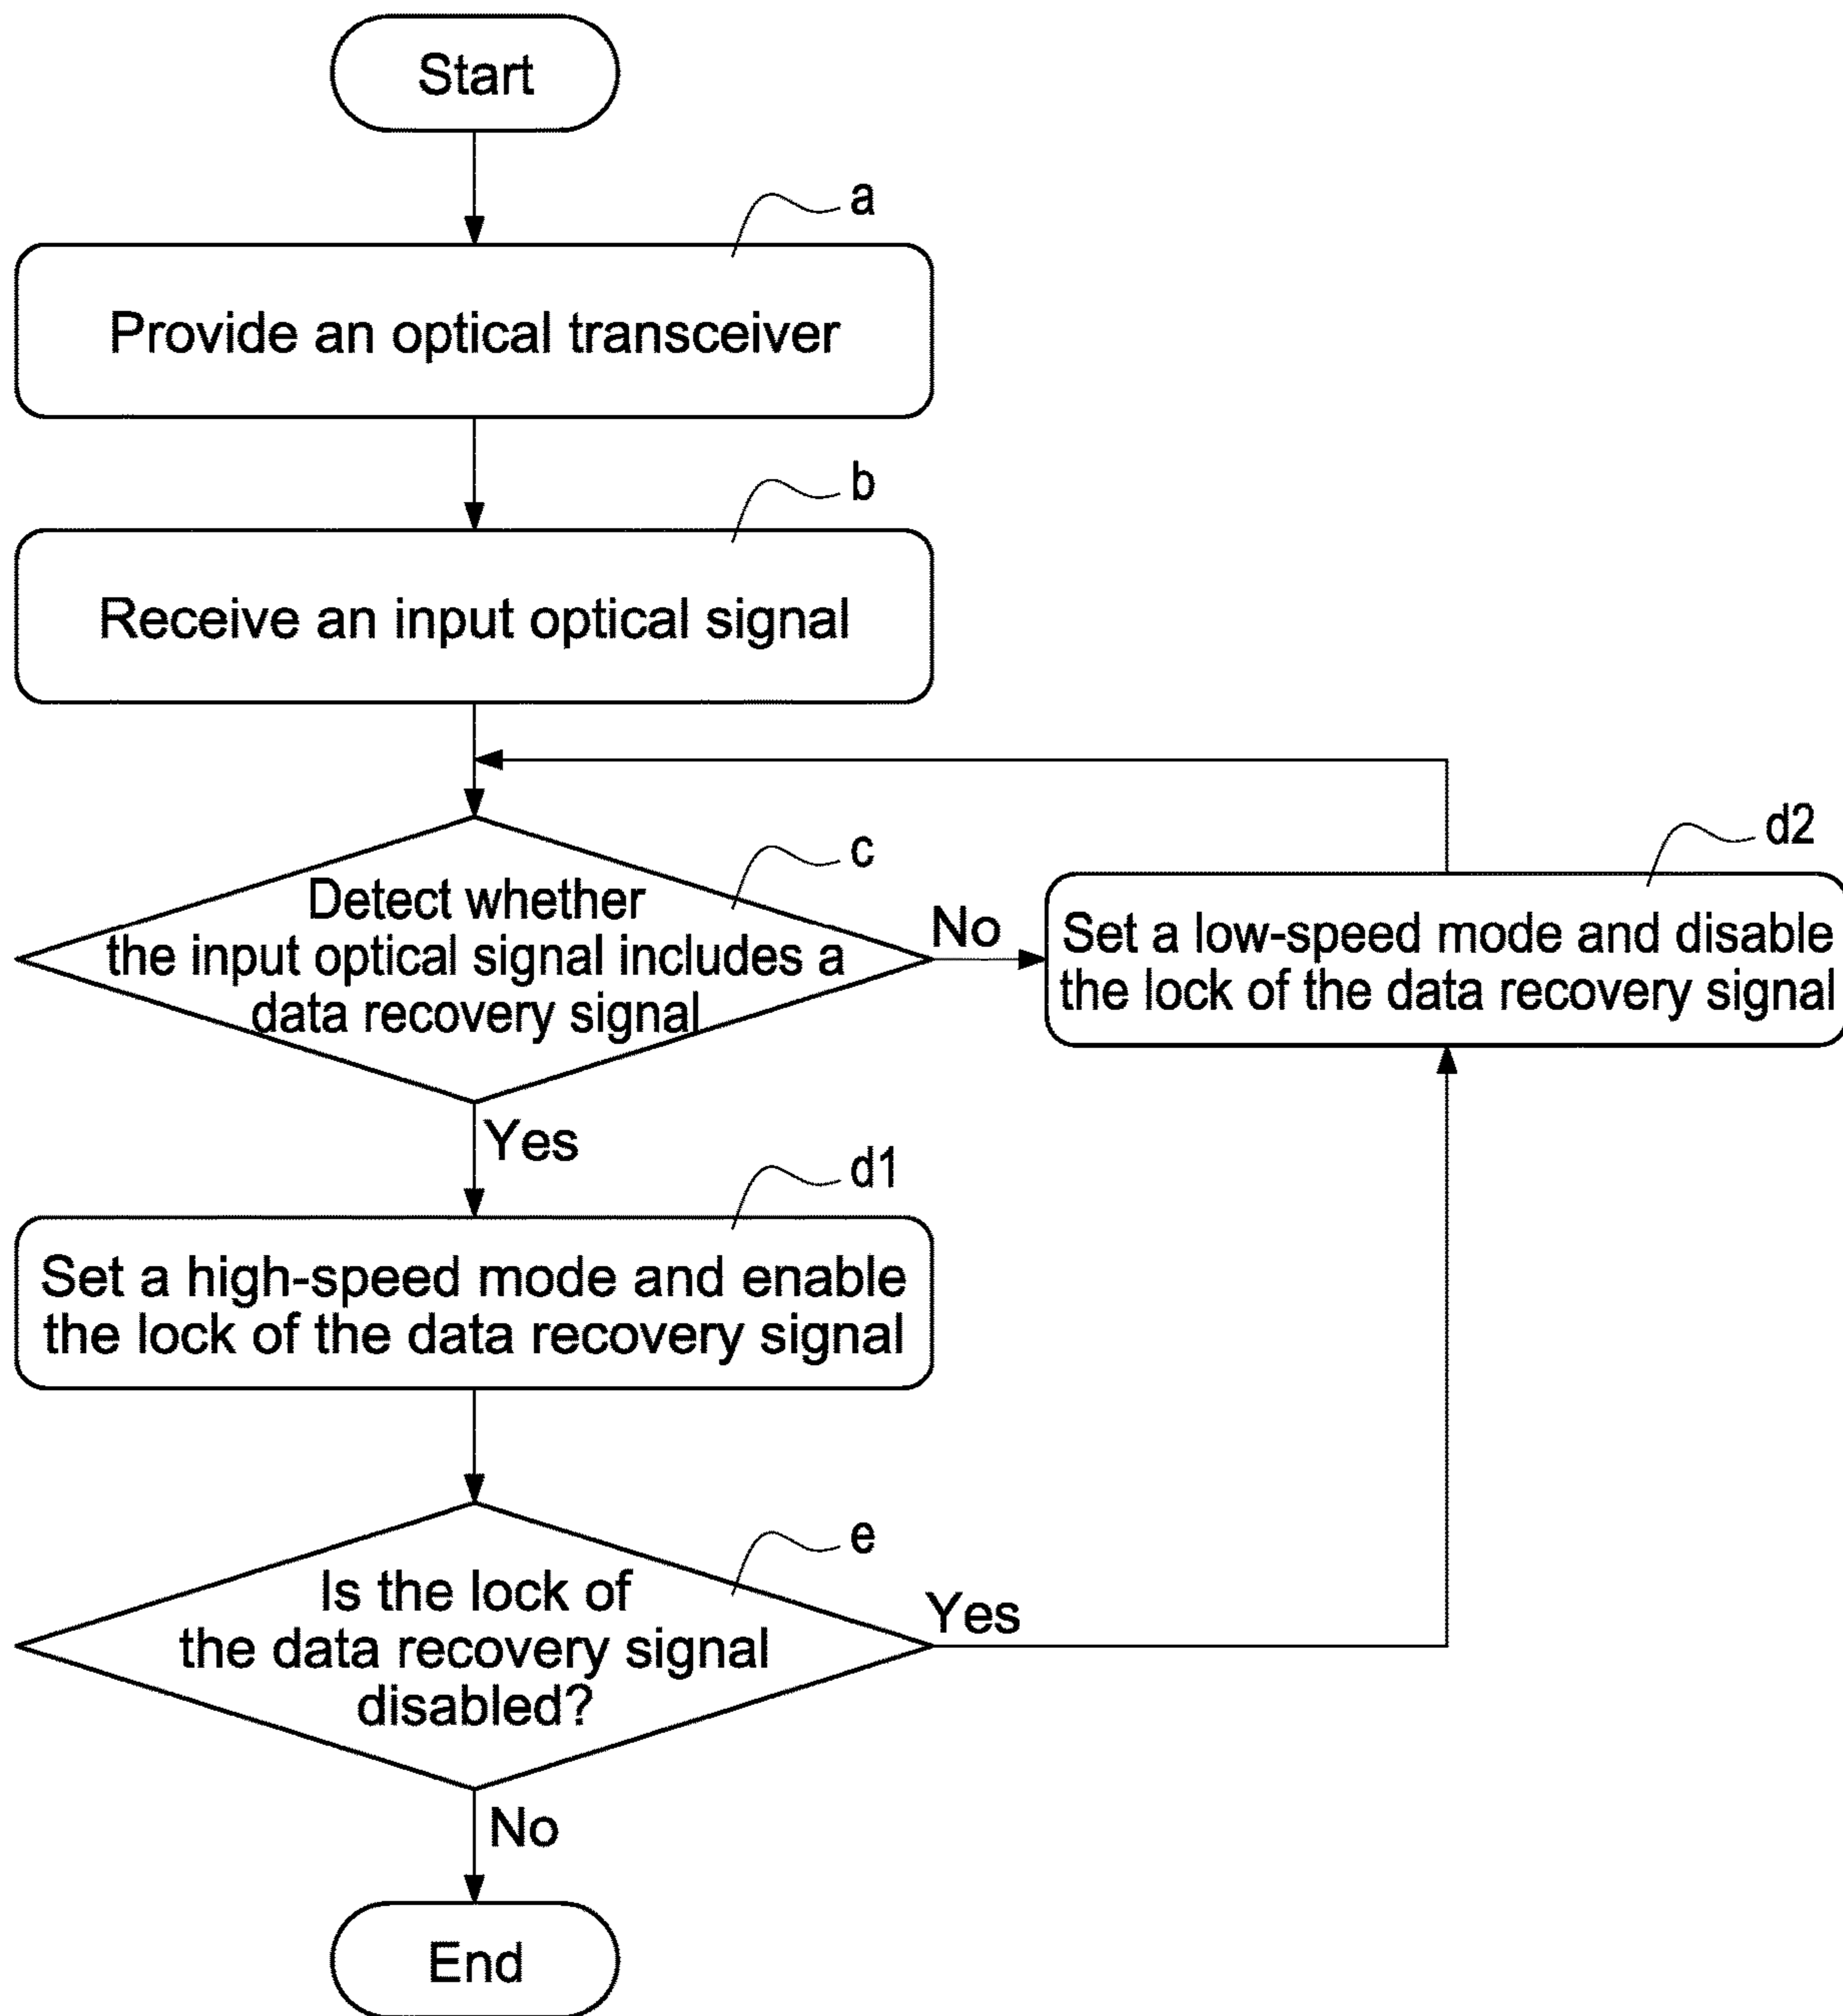 Start
a
Provide an optical transceiver
b
Receive an input optical signal
c
Detect whether
the input optical signal includes a
data recovery signal
No
d2
Set a low-speed mode and disable
the lock of the data recovery signal
Yes
d1
Set a high-speed mode and enable
the lock of the data recovery signal
e
Is the lock of
the data recovery signal
disabled?
Yes
No
End